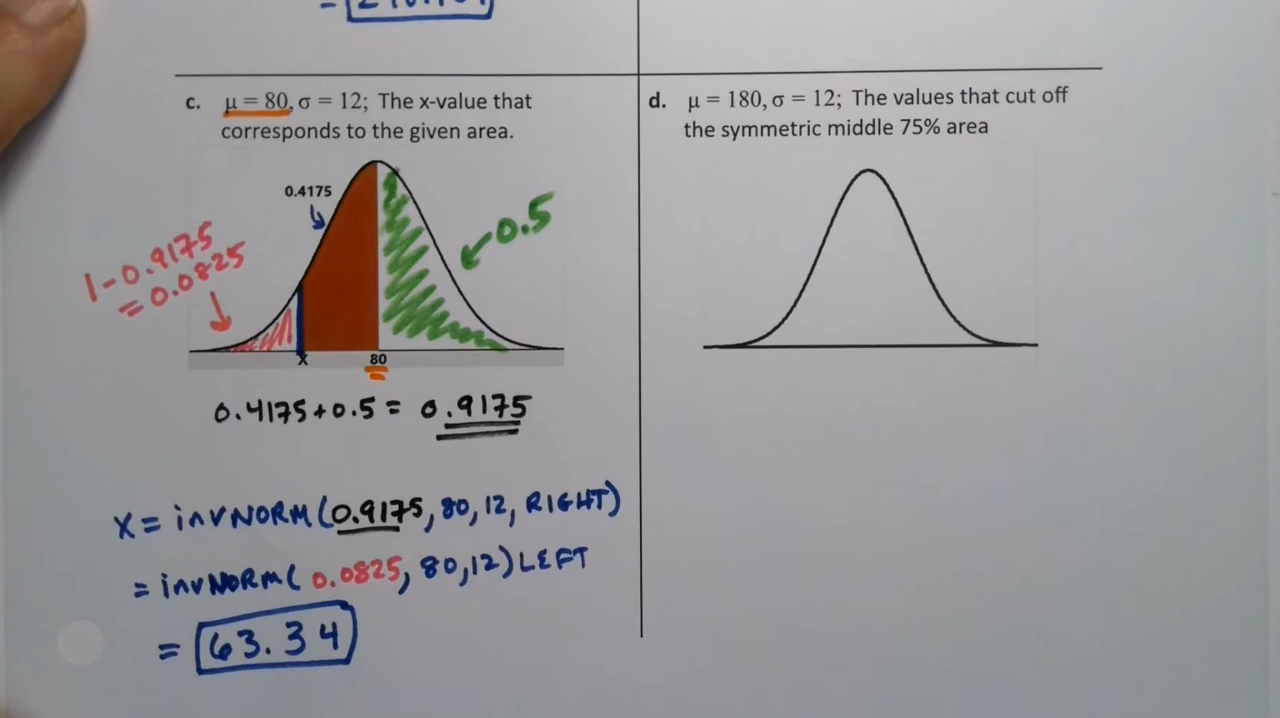 c. μ = 80, σ = 12; The x-value that
corresponds to the given area.
0.4175
0.5
1-0.9175
= 0.0825
x
80
0.4175+0.5 = 0.9175
X = invNORM(0.9175, 80, 12, RIGHT)
= invNORM(0.0825, 80,12) LEFT
= 63.34
d. μ = 180, σ = 12; The values that cut off
the symmetric middle 75% area